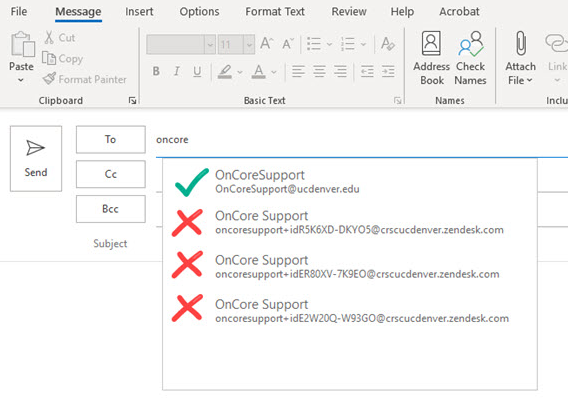 File Message Insert Options Format Text Review Help Acrobat
Paste
Cut
Copy
Format Painter
Clipboard
11 A A
B I U A
Basic Text
Address Book
Check Names
Names
Attach File
Link
Inclu
Send
To oncore
Cc
Bcc
Subject
OnCoreSupport
OnCoreSupport@ucdenver.edu
OnCore Support
oncoresupport+idR5K6XD-DKYO5@crscucdenver.zendesk.com
OnCore Support
oncoresupport+idER80XV-7K9EO@crscucdenver.zendesk.com
OnCore Support
oncoresupport+idE2W20Q-W93GO@crscucdenver.zendesk.com